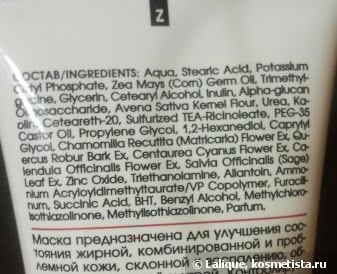 Z
СОСТАВ/INGREDIENTS: Aqua, Stearic Acid, Potassium
Cetyl Phosphate, Zea Mays (Corn) Germ Oil, Trimethyl-
glycine, Glycerin, Cetearyl Alcohol, Inulin, Alpha-glucan
Oligosaccharide, Avena Sativa Kernel Flour, Urea, Kao-
lin, Ceteareth-20, Sulfurized TEA-Ricinoleate, PEG-35
Castor Oil, Propylene Glycol, 1,2-Hexanediol, Caprylyl
Glycol, Chamomilla Recutita (Matricaria) Flower Ex, Qu-
ercus Robur Bark Ex, Centaurea Cyanus Flower Ex, Ca-
lendula Officinalis Flower Ex, Salvia Officinalis (Sage)
Leaf Ex, Zinc Oxide, Triethanolamine, Allantoin, Ammo-
nium Acryloyldimethyltaurate/VP Copolymer, Furacili-
num, Succinic Acid, BHT, Benzyl Alcohol, Methylchloro-
isothiazolinone, Methylisothiazolinone, Parfum.
Маска предназначена для улучшения сос-
тояния жирной, комбинированной и проб-
лемной кожи, склонной
© Lalique, kosmetista.ru